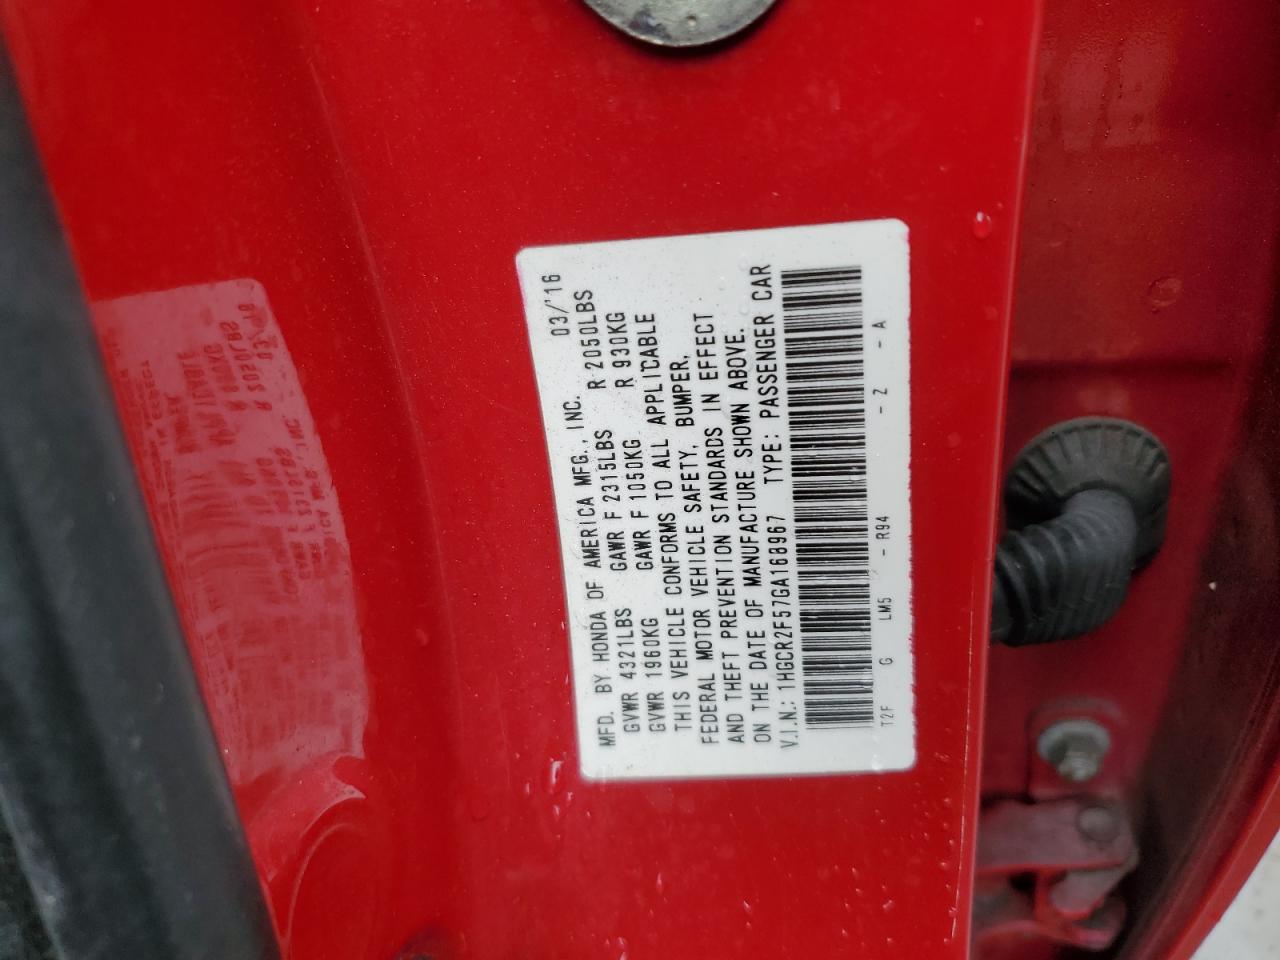 MFD. BY HONDA OF AMERICA MFG., INC. 03/'16
GVWR 4321LBS GAWR F 2315LBS R 2050LBS
GVWR 1960KG GAWR F 1050KG R 930KG
THIS VEHICLE CONFORMS TO ALL APPLICABLE
FEDERAL MOTOR VEHICLE SAFETY, BUMPER,
AND THEFT PREVENTION STANDARDS IN EFFECT
ON THE DATE OF MANUFACTURE SHOWN ABOVE.
V.I.N.: 1HGCR2F57GA168967 TYPE: PASSENGER CAR
T2F G LM5 - R94 - Z - A